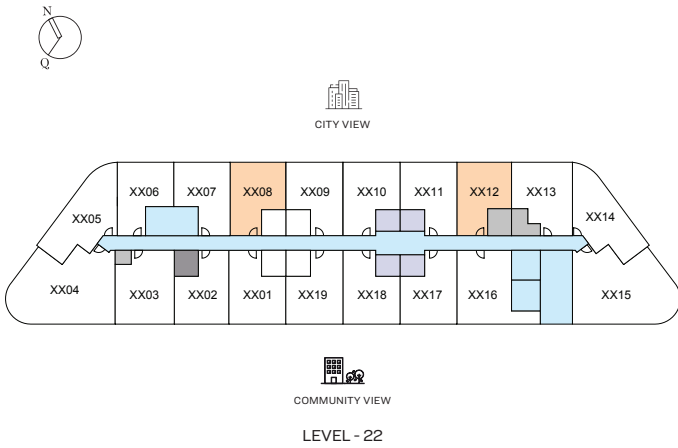 N
Q
CITY VIEW
XX06 XX07 XX08 XX09 XX10 XX11 XX12 XX13
XX05 XX14
XX04 XX15
XX03 XX02 XX01 XX19 XX18 XX17 XX16
COMMUNITY VIEW
LEVEL - 22